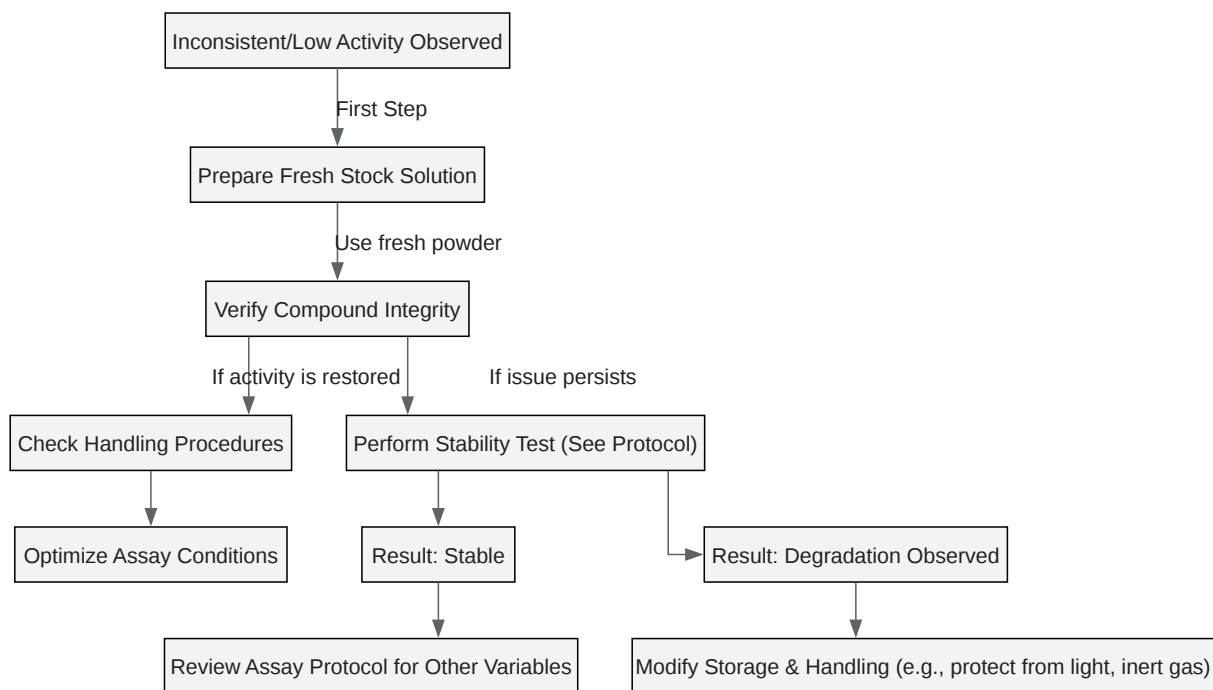 Inconsistent/Low Activity Observed
First Step
Prepare Fresh Stock Solution
Use fresh powder
Verify Compound Integrity
If activity is restored
If issue persists
Check Handling Procedures
Perform Stability Test (See Protocol)
Optimize Assay Conditions
Result: Stable
Result: Degradation Observed
Review Assay Protocol for Other Variables
Modify Storage & Handling (e.g., protect from light, inert gas)